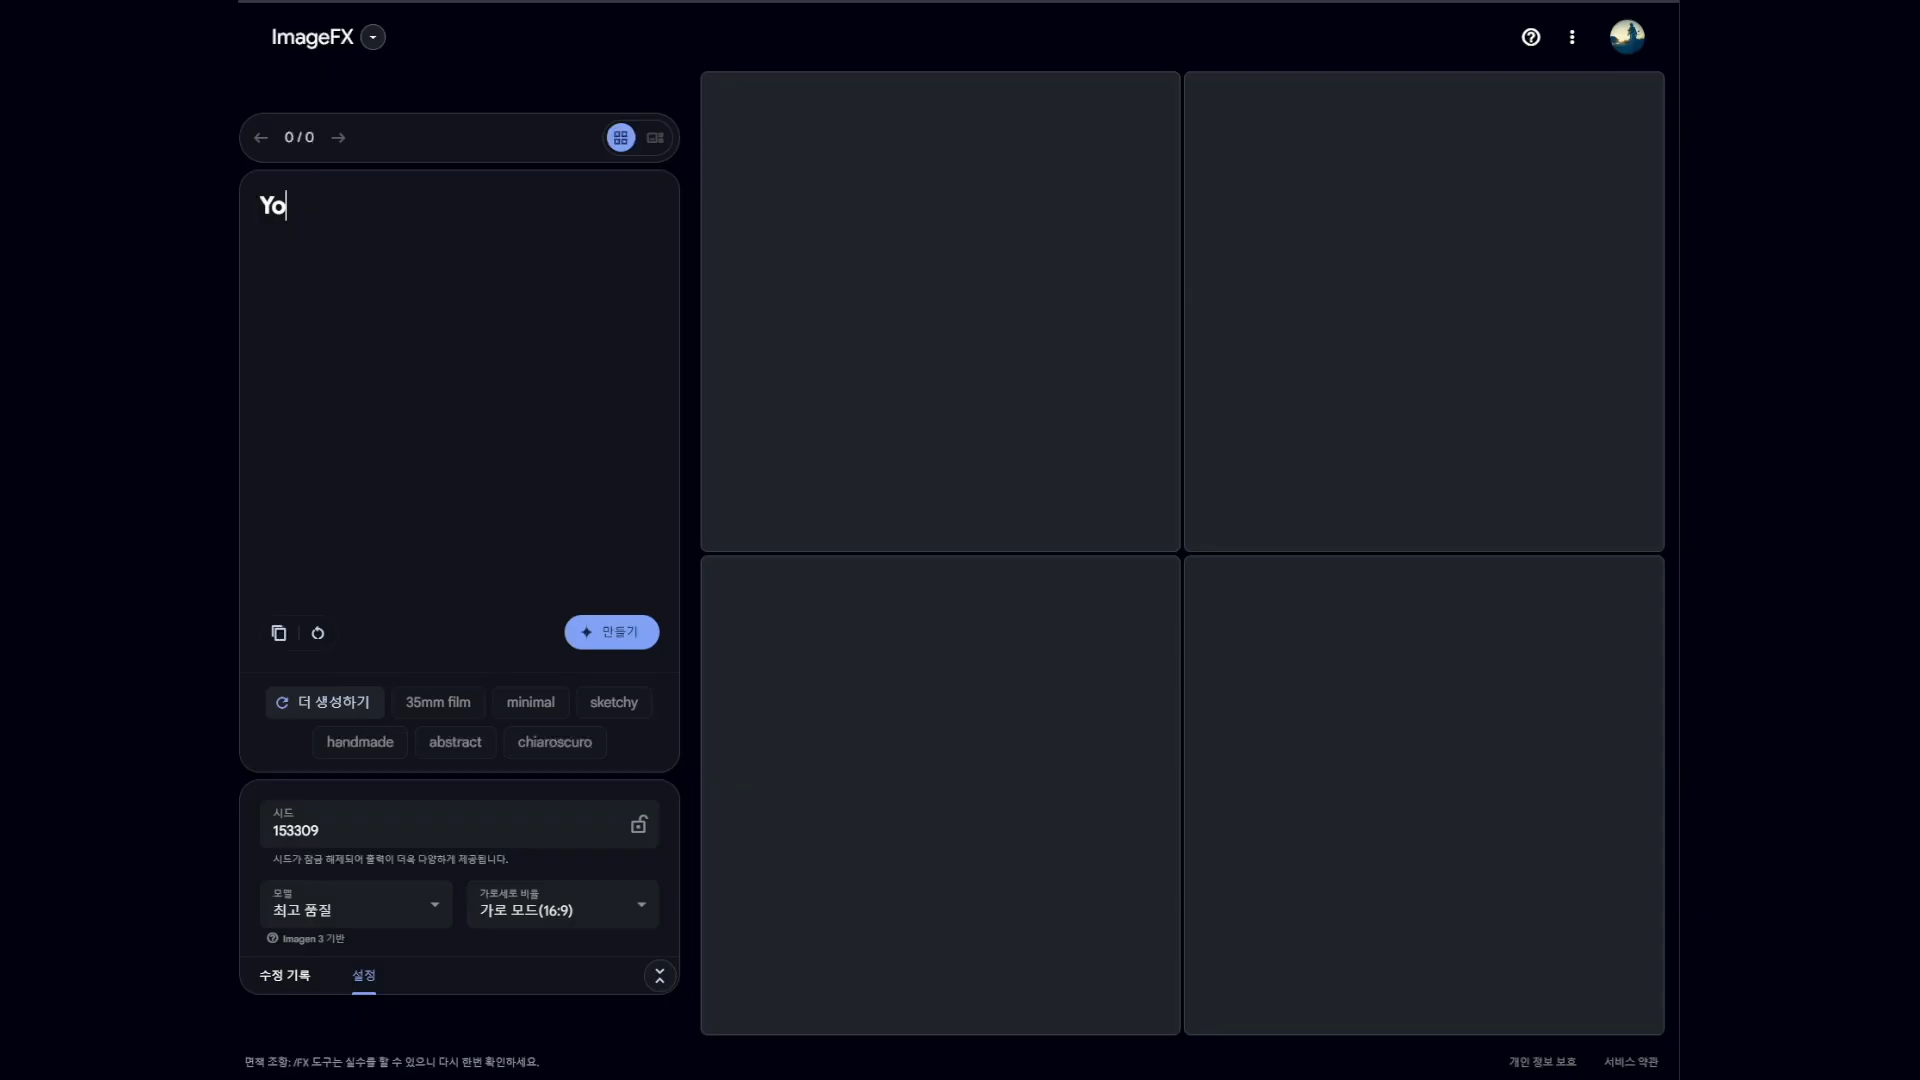 ImageFX
0 / 0
Yo
만들기
더 생성하기
35mm film
minimal
sketchy
handmade
abstract
chiaroscuro
시드
153309
시드가 잠금 해제되어 출력이 더욱 다양하게 제공됩니다.
모델
최고 품질
가로세로 비율
가로 모드(16:9)
Imagen 3 기반
수정 기록
설정
면책 조항: /FX 도구는 실수를 할 수 있으니 다시 한번 확인하세요.
개인 정보 보호
서비스 약관